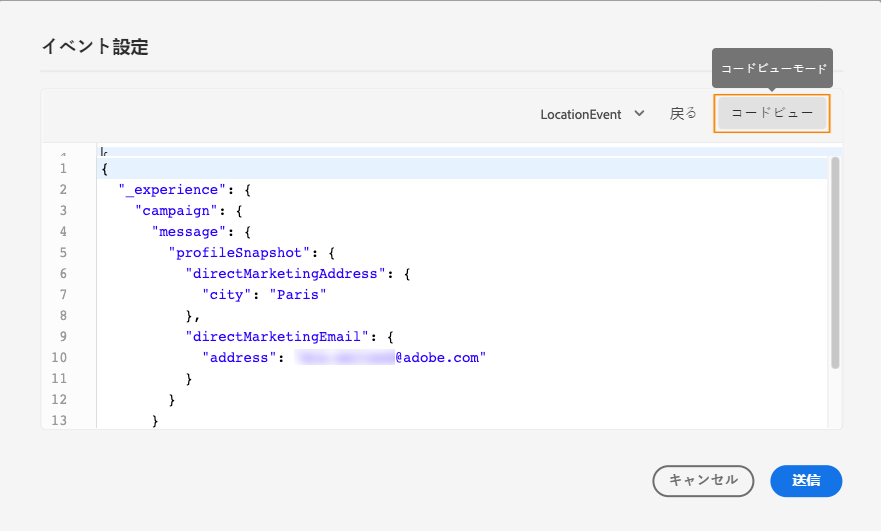 イベント設定
コードビューモード
LocationEvent 戻る コードビュー
1 {
2 "_experience": {
3 "campaign": {
4 "message": {
5 "profileSnapshot": {
6 "directMarketingAddress": {
7 "city": "Paris"
8 },
9 "directMarketingEmail": {
10 "address": @adobe.com"
11 }
12 }
13 }
キャンセル 送信